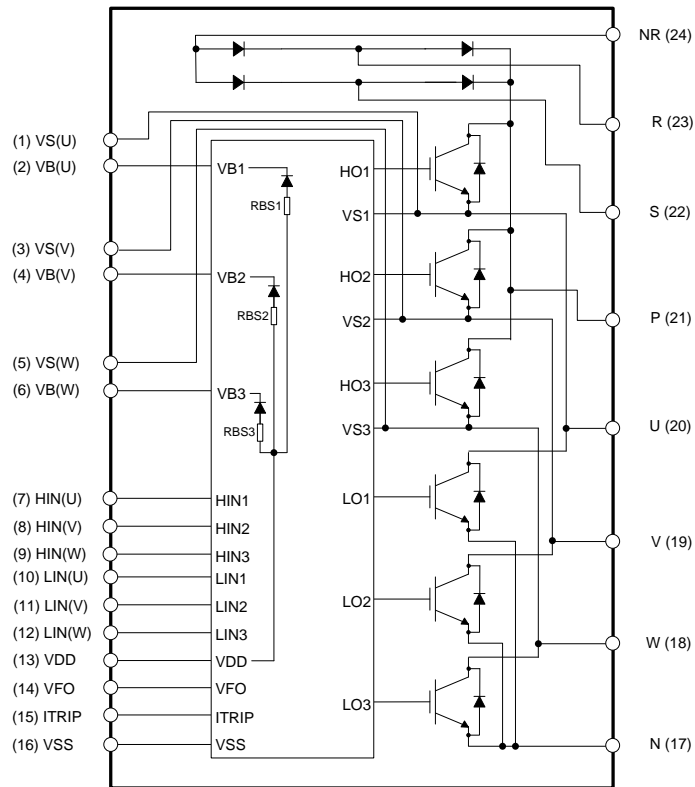 NR (24)
R (23)
(1) VS(U)
(2) VB(U)
VB1
HO1
RBS1
VS1
S (22)
(3) VS(V)
(4) VB(V)
VB2
HO2
RBS2
VS2
P (21)
(5) VS(W)
(6) VB(W)
VB3
HO3
RBS3
VS3
U (20)
(7) HIN(U)
HIN1
LO1
(8) HIN(V)
HIN2
V (19)
(9) HIN(W)
HIN3
(10) LIN(U)
LIN1
(11) LIN(V)
LIN2
LO2
(12) LIN(W)
LIN3
W (18)
(13) VDD
VDD
(14) VFO
VFO
LO3
(15) ITRIP
ITRIP
(16) VSS
VSS
N (17)